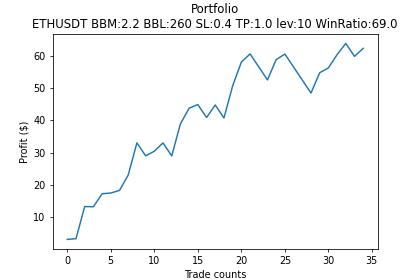 Portfolio
ETHUSDT BBM:2.2 BBL:260 SL:0.4 TP:1.0 lev:10 WinRatio:69.0
Profit ($)
60
50
40
30
20
10
0 5 10 15 20 25 30 35
Trade counts